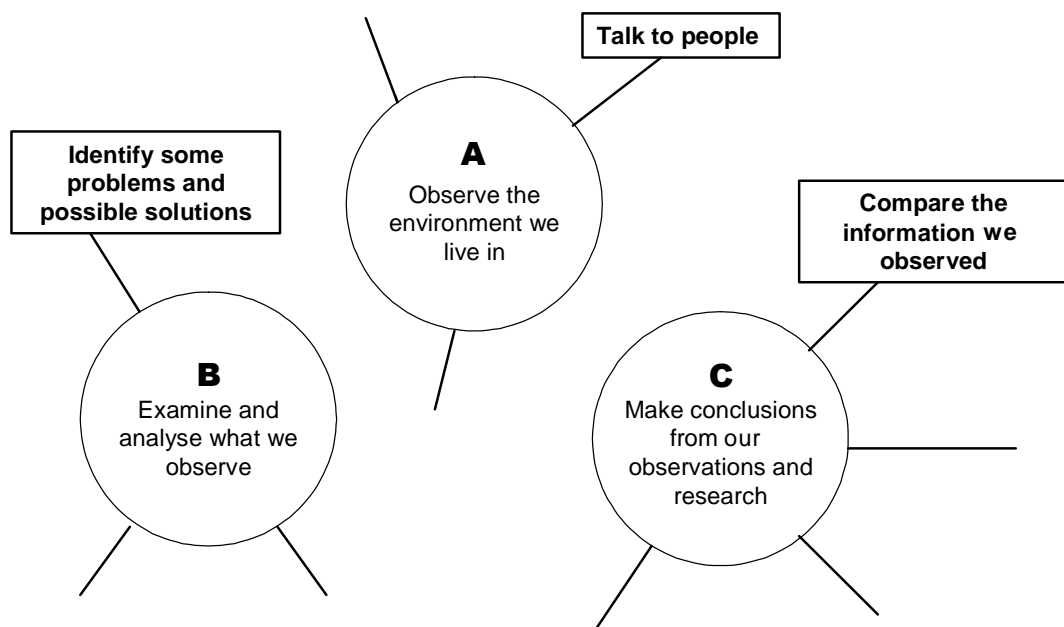 Talk to people
A
Observe the
environment we
live in
Identify some
problems and
possible solutions
B
Examine and
analyse what we
observe
Compare the
information we
observed
C
Make conclusions
from our
observations and
research